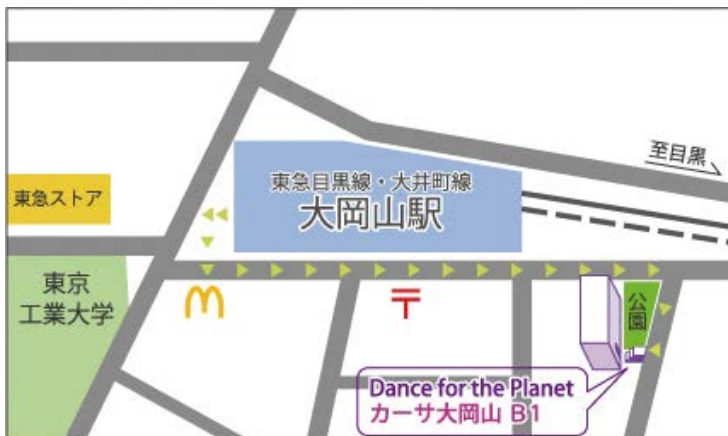 至目黒
東急目黒線・大井町線
大岡山駅
東急ストア
東京
工業大学
公園
Dance for the Planet
カーサ大岡山 B1